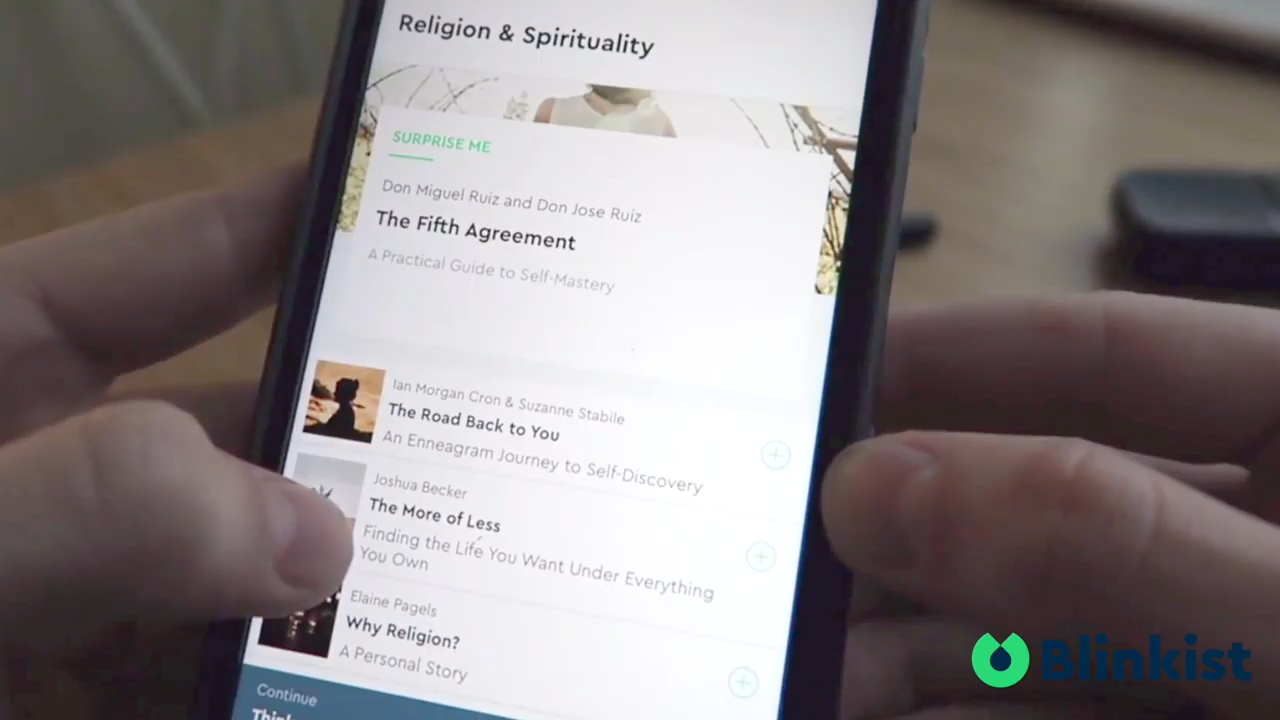 Religion & Spirituality
SURPRISE ME
Don Miguel Ruiz and Don Jose Ruiz
The Fifth Agreement
A Practical Guide to Self-Mastery
Ian Morgan Cron & Suzanne Stabile
The Road Back to You
An Enneagram Journey to Self-Discovery
Joshua Becker
The More of Less
Finding the Life You Want Under Everything
You Own
Elaine Pagels
Why Religion?
A Personal Story
Continue
Blinkist